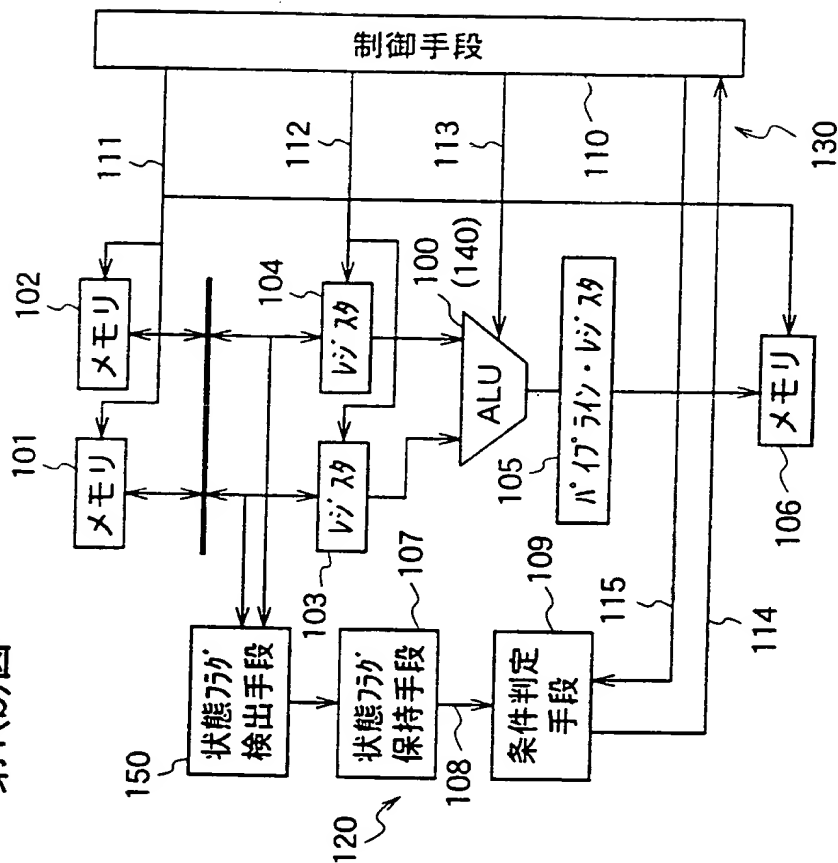 第1(b)図
制御手段
111
112
113
110
130
102
メモリ
101
メモリ
104
レジスタ
100
(140)
レジスタ
103
ALU
105
パイプライン・レジスタ
メモリ
106
状態フラグ
検出手段
150
107
状態フラグ
保持手段
108
120
109
条件判定
手段
115
114